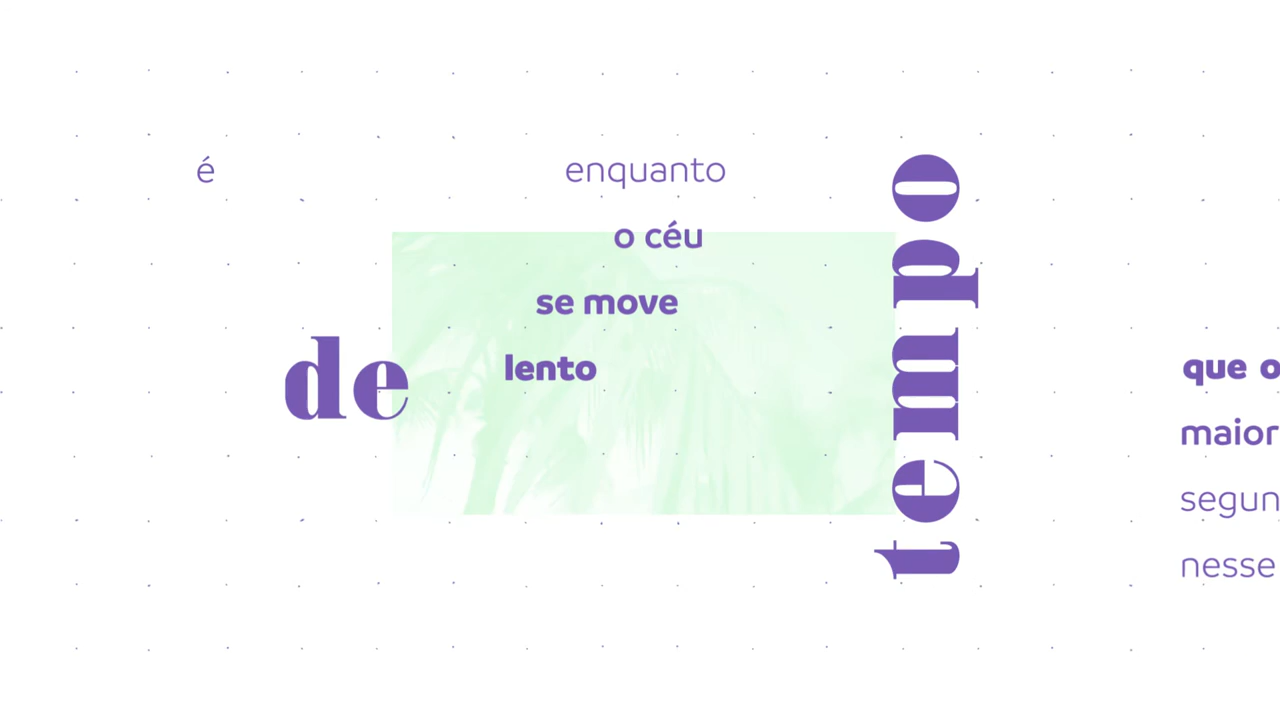 é
de
enquanto
o céu
se move
lento
tempo
que o
maior
segun
nesse